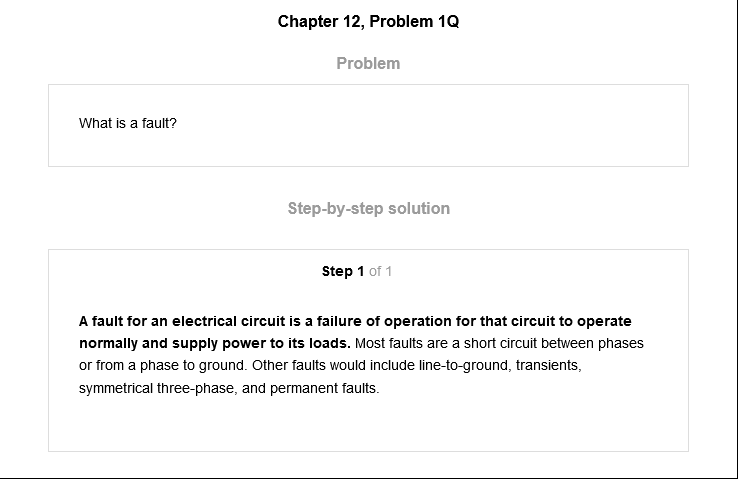 Chapter 12, Problem 1Q
Problem
What is a fault?
Step-by-step solution
Step 1 of 1
A fault for an electrical circuit is a failure of operation for that circuit to operate
normally and supply power to its loads. Most faults are a short circuit between phases
or from a phase to ground. Other faults would include line-to-ground, transients,
symmetrical three-phase, and permanent faults.